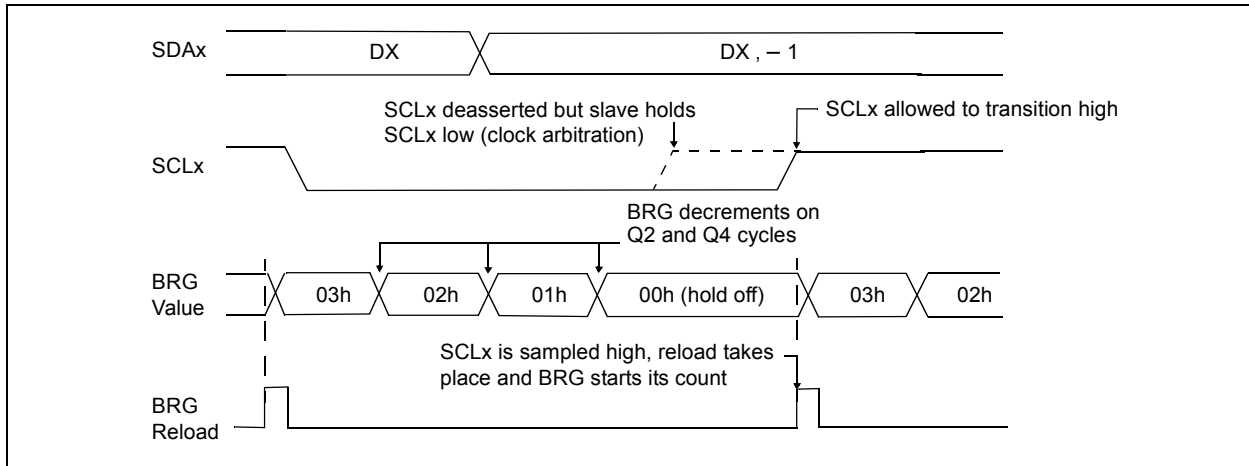 SDAx
DX
DX , – 1
SCLx deasserted but slave holds
SCLx low (clock arbitration)
SCLx allowed to transition high
SCLx
BRG decrements on
Q2 and Q4 cycles
BRG
Value
03h
02h
01h
00h (hold off)
03h
02h
SCLx is sampled high, reload takes
place and BRG starts its count
BRG
Reload